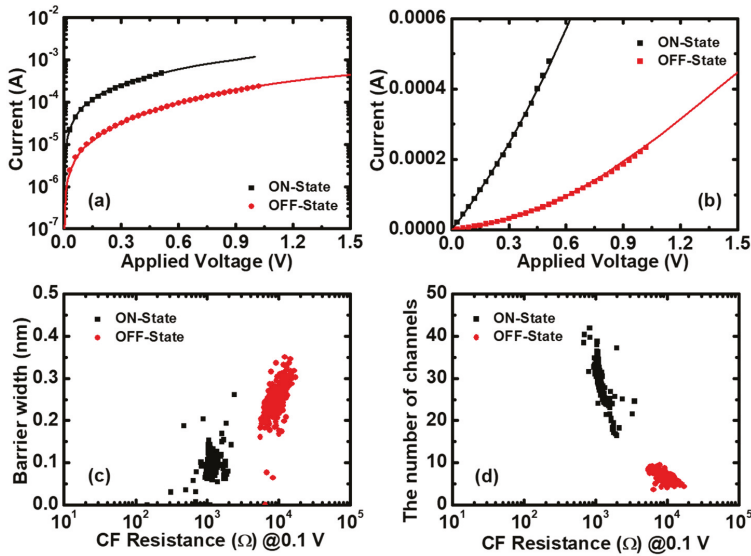 10⁻²
10⁻³
10⁻⁴
10⁻⁵
10⁻⁶
10⁻⁷
Current (A)
ON-State
OFF-State
(a)
0.0 0.3 0.6 0.9 1.2 1.5
Applied Voltage (V)
0.0006
0.0004
0.0002
0.0000
Current (A)
ON-State
OFF-State
(b)
0.0 0.3 0.6 0.9 1.2 1.5
Applied Voltage (V)
0.5
0.4
0.3
0.2
0.1
0.0
Barrier width (nm)
ON-State
OFF-State
(c)
10¹ 10² 10³ 10⁴ 10⁵
CF Resistance (Ω) @0.1 V
50
40
30
20
10
0
The number of channels
ON-State
OFF-State
(d)
10¹ 10² 10³ 10⁴ 10⁵
CF Resistance (Ω) @0.1 V